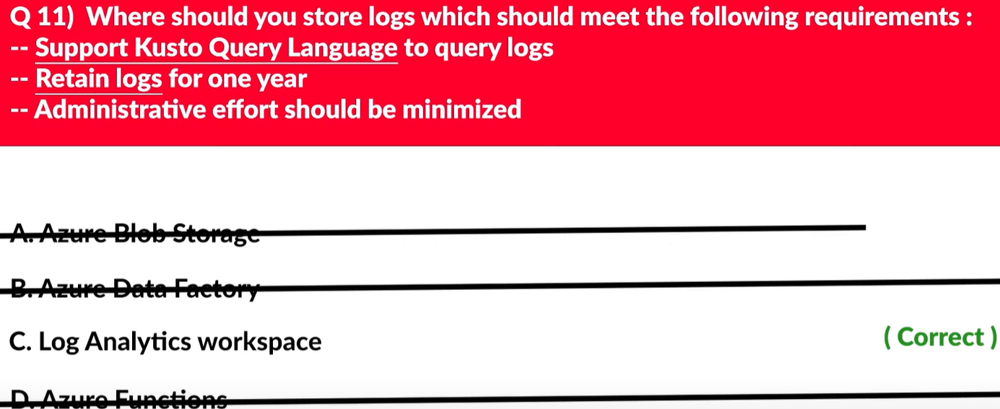 Q 11) Where should you store logs which should meet the following requirements :
-- Support Kusto Query Language to query logs
-- Retain logs for one year
-- Administrative effort should be minimized
A. Azure Blob Storage
B. Azure Data Factory
C. Log Analytics workspace
( Correct )
D. Azure Functions